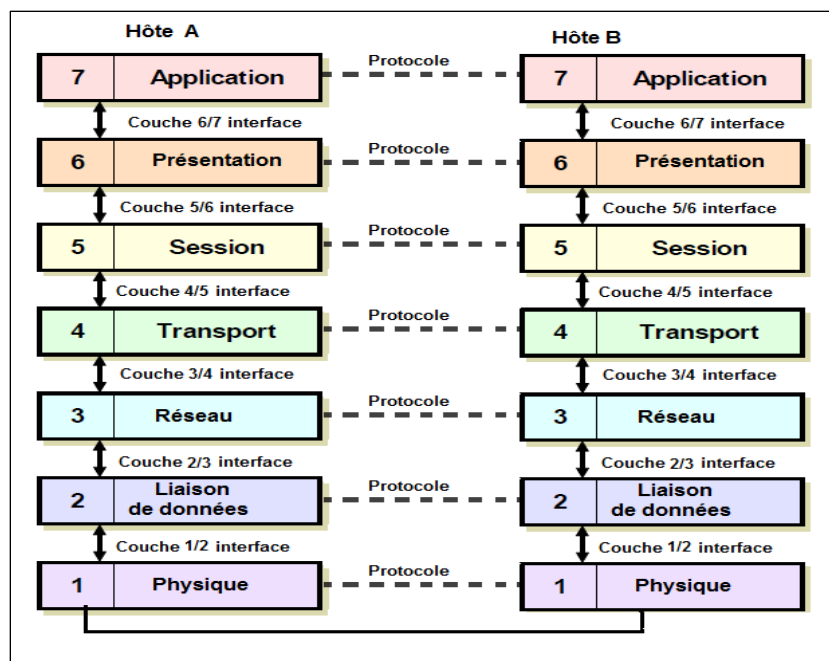 Hôte A
Hôte B
7 Application
Protocole
7 Application
Couche 6/7 interface
Couche 6/7 interface
6 Présentation
Protocole
6 Présentation
Couche 5/6 interface
Couche 5/6 interface
5 Session
Protocole
5 Session
Couche 4/5 interface
Couche 4/5 interface
4 Transport
Protocole
4 Transport
Couche 3/4 interface
Couche 3/4 interface
3 Réseau
Protocole
3 Réseau
Couche 2/3 interface
Couche 2/3 interface
2 Liaison
de données
Protocole
2 Liaison
de données
Couche 1/2 interface
Couche 1/2 interface
1 Physique
Protocole
1 Physique